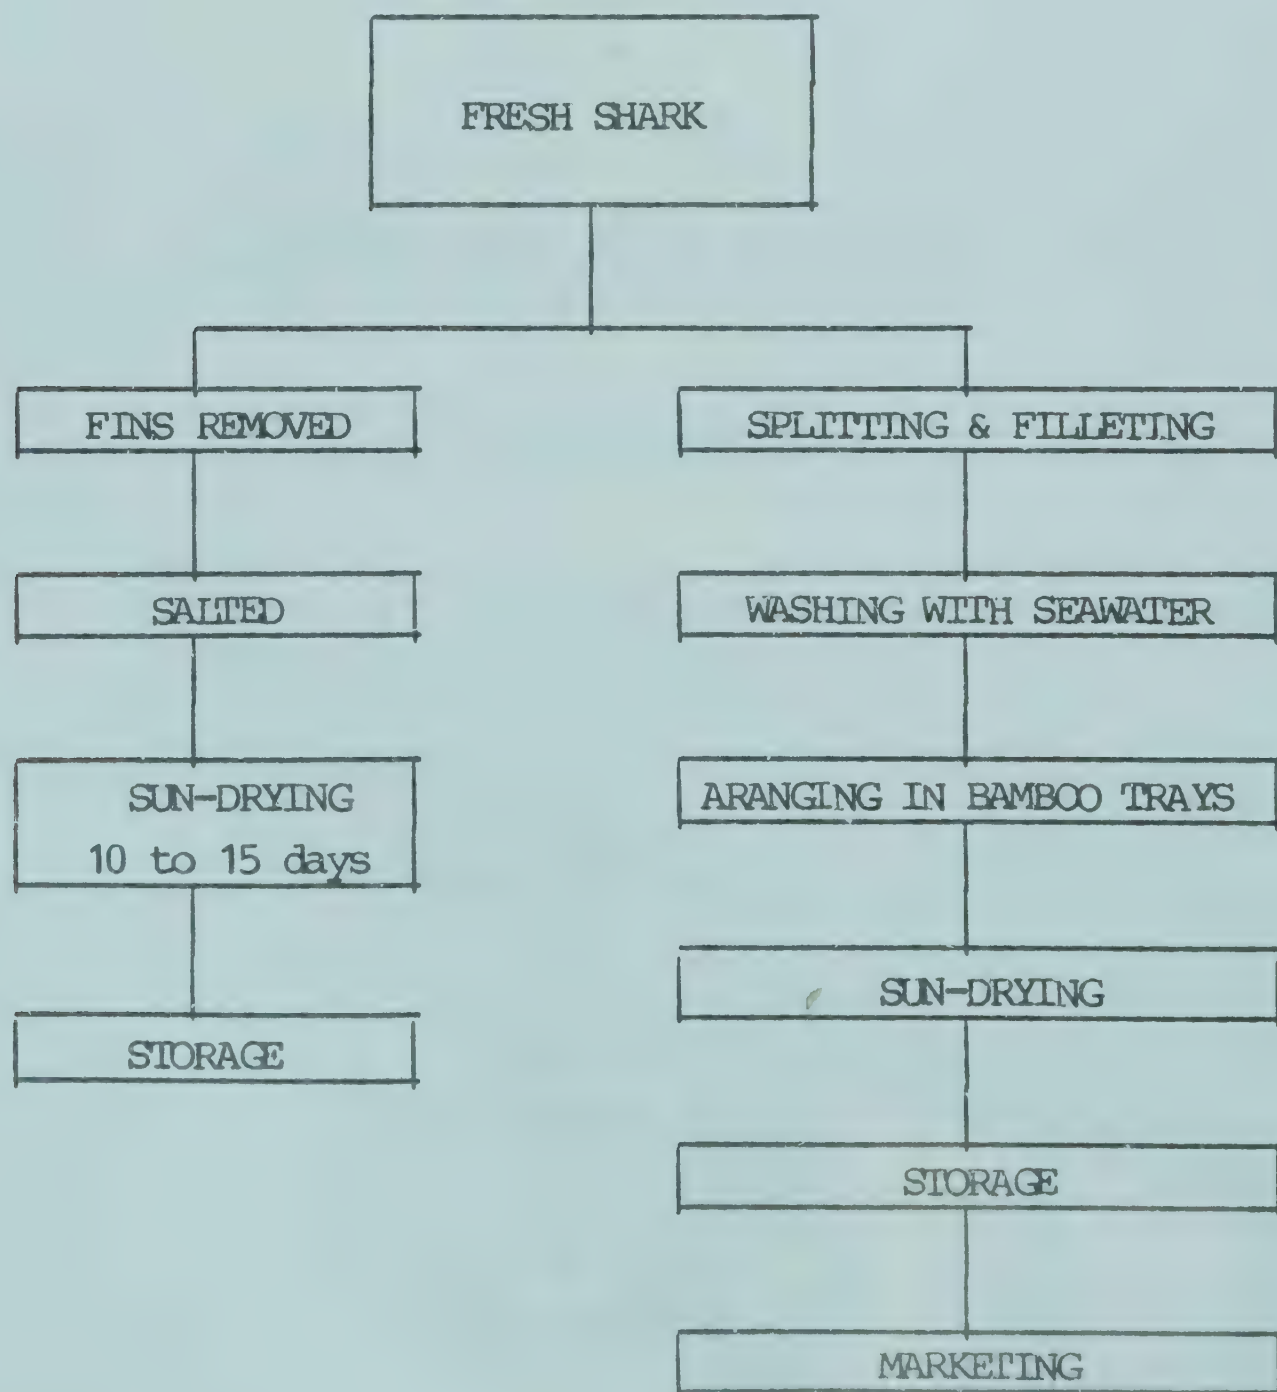 FRESH SHARK
FINS REMOVED
SALTED
SUN-DRYING
10 to 15 days
STORAGE
SPLITTING & FILLETING
WASHING WITH SEAWATER
ARANGING IN BAMBOO TRAYS
SUN-DRYING
STORAGE
MARKETING